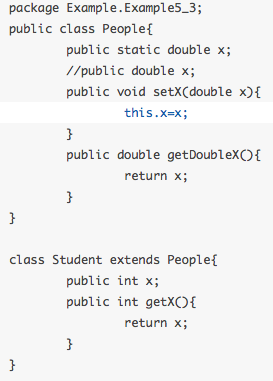 package Example.Example5_3;
public class People{
public static double x;
//public double x;
public void setX(double x){
this.x=x;
}
public double getDoubleX(){
return x;
}
}
class Student extends People{
public int x;
public int getX(){
return x;
}
}